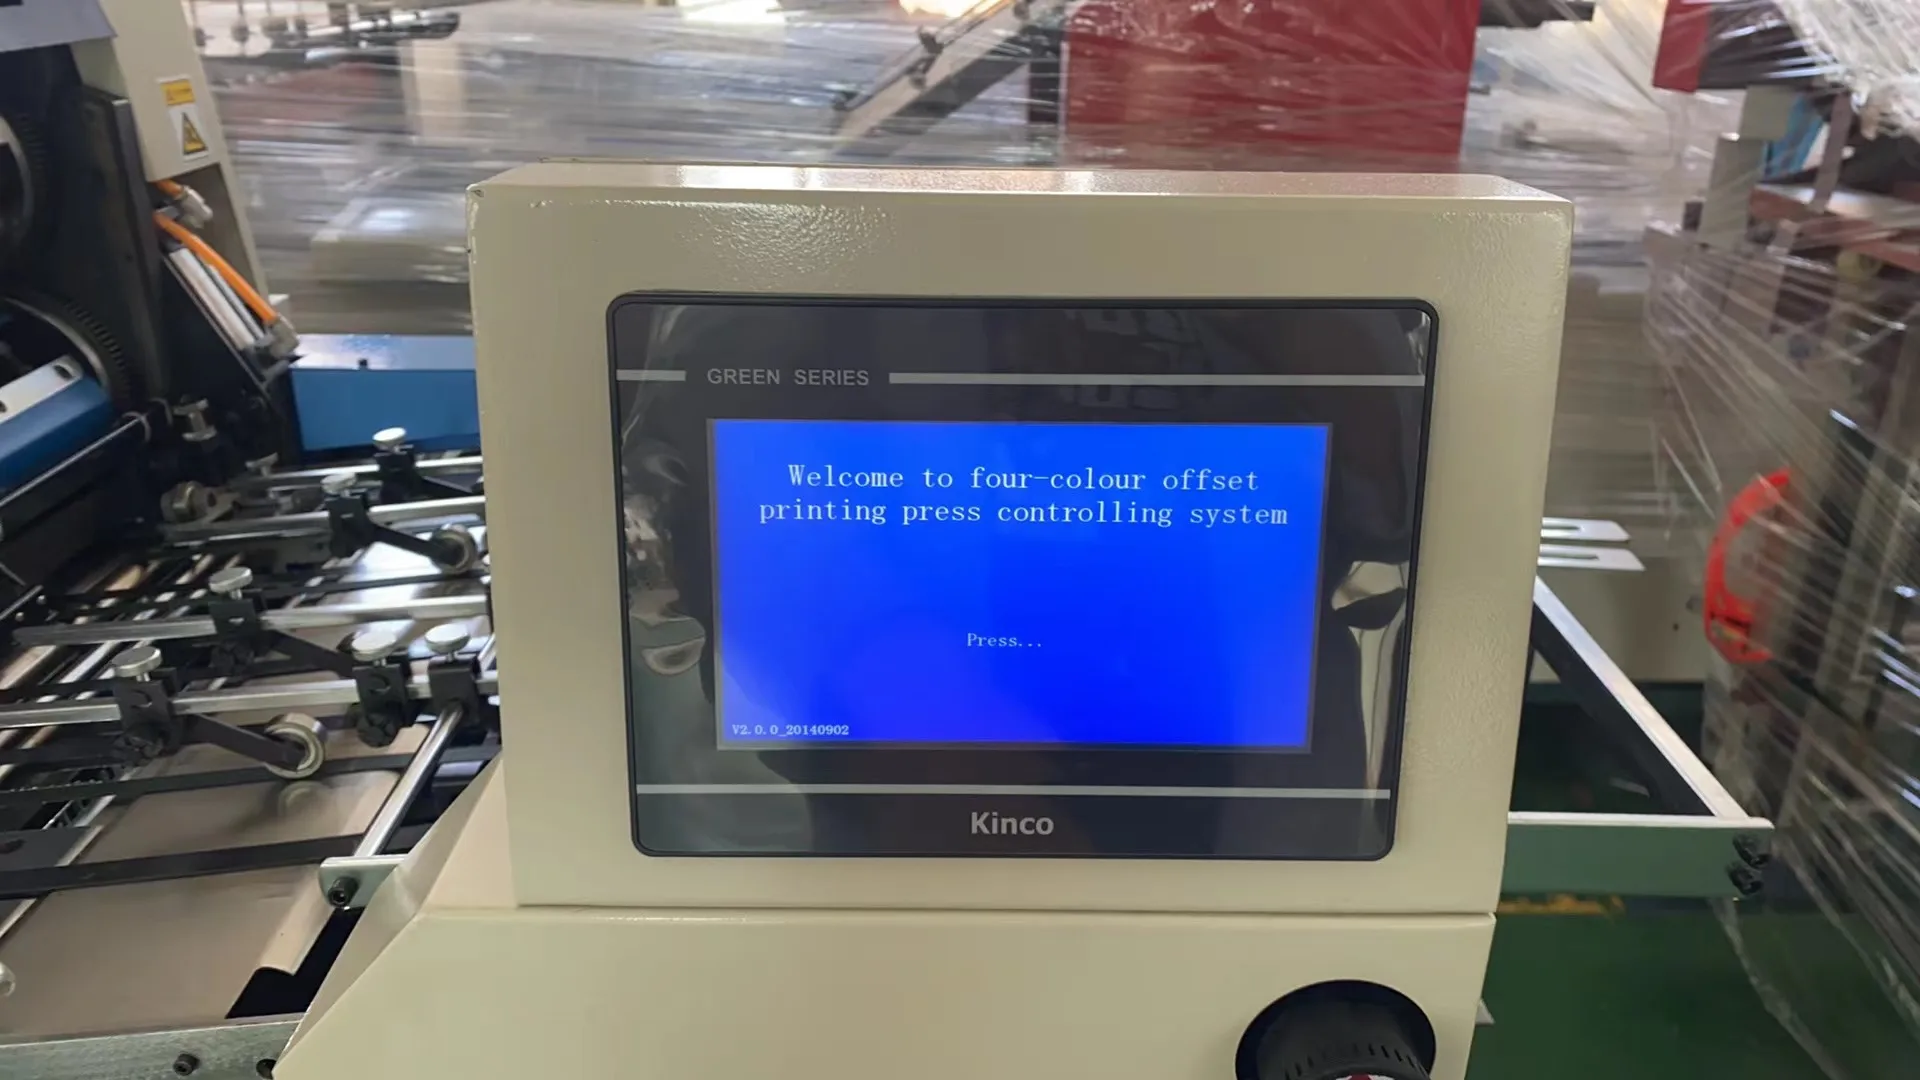 GREEN SERIES
Welcome to four-colour offset
printing press controlling system
Press...
V2.0.0_20140902
Kinco